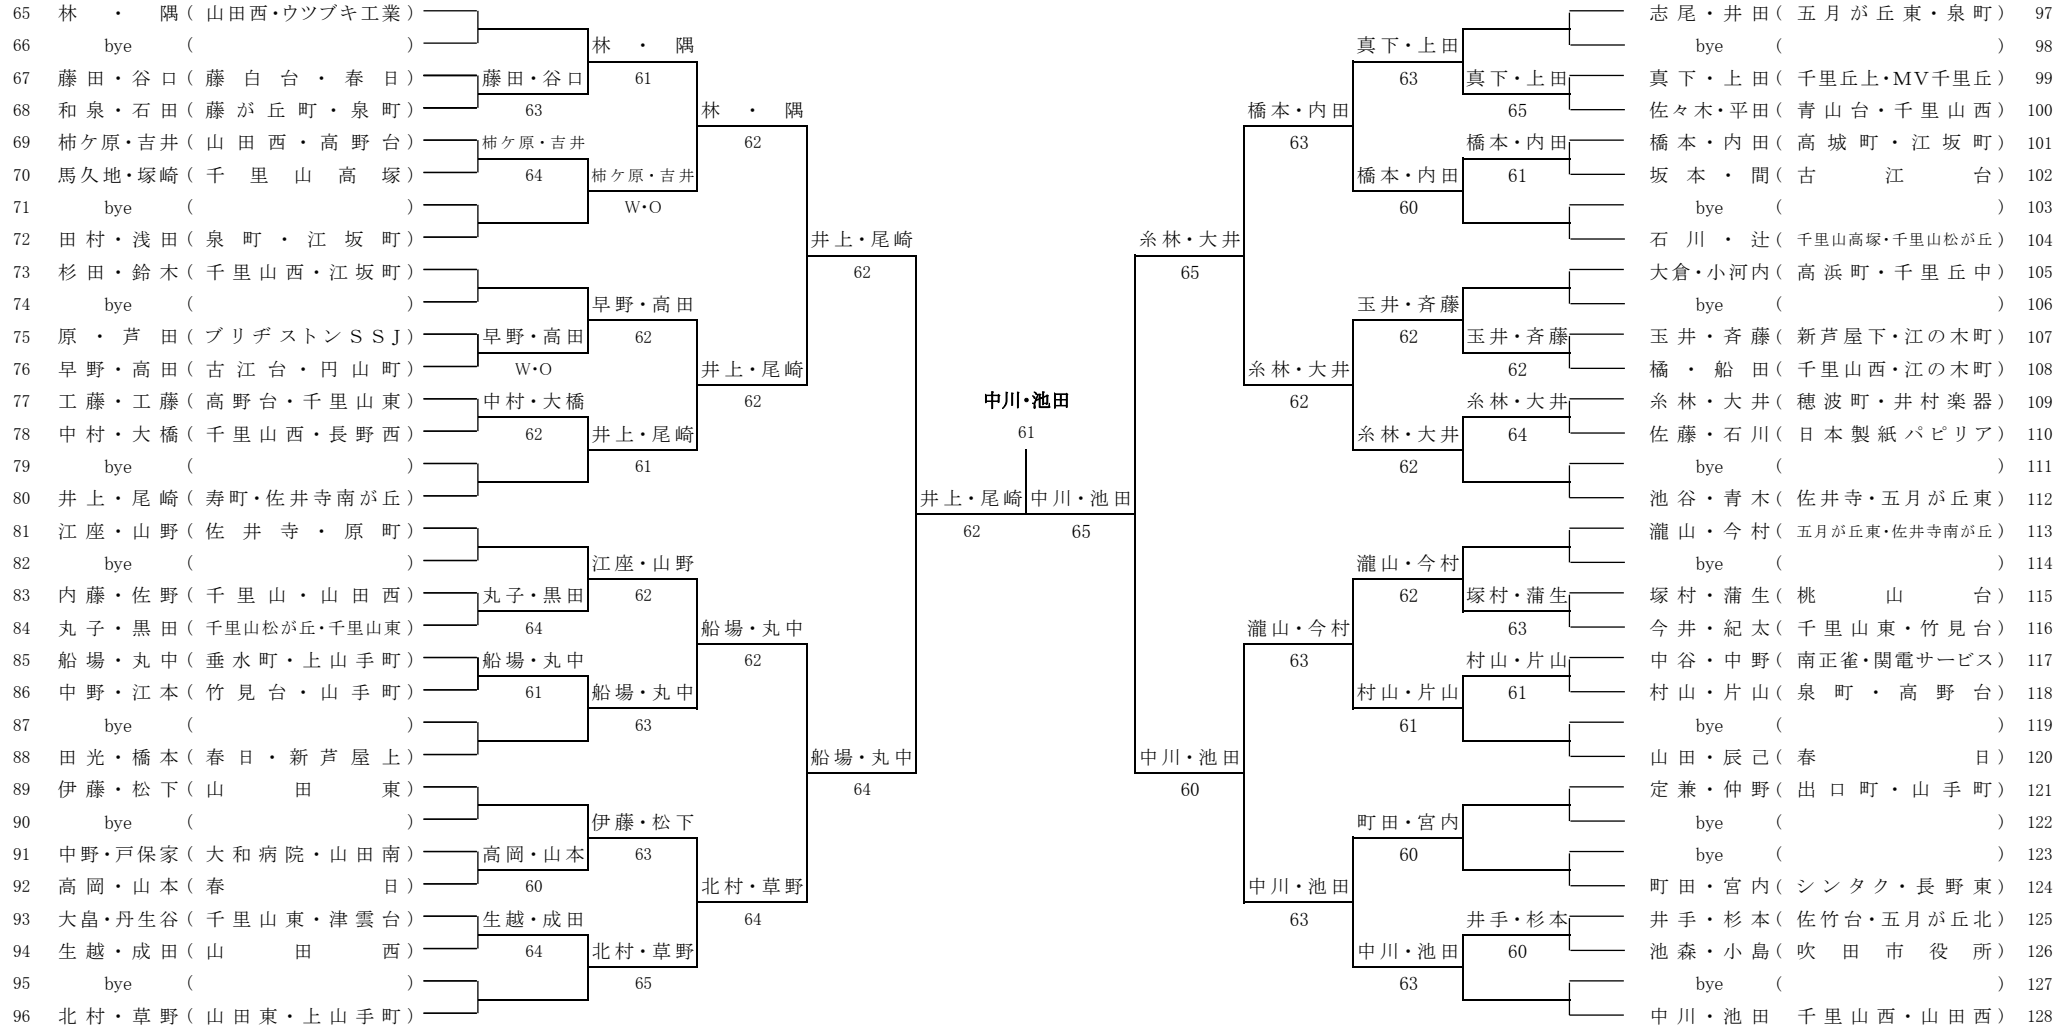 65 林・隅(山田西・ウツブキ工業)
66 bye ( )
67 藤田・谷口(藤白台・春日)
68 和泉・石田(藤が丘町・泉町)
69 柿ケ原・吉井(山田西・高野台)
70 馬久地・塚崎(千里山高塚)
71 bye ( )
72 田村・浅田(泉町・江坂町)
73 杉田・鈴木(千里山西・江坂町)
74 bye ( )
75 原・芦田(ブリヂストンSSJ)
76 早野・高田(古江台・円山町)
77 工藤・工藤(高野台・千里山東)
78 中村・大橋(千里山西・長野西)
79 bye ( )
80 井上・尾崎(寿町・佐井寺南が丘)
81 江座・山野(佐井寺・原町)
82 bye ( )
83 内藤・佐野(千里山・山田西)
84 丸子・黒田(千里山松が丘・千里山東)
85 船場・丸中(垂水町・上山手町)
86 中野・江本(竹見台・山手町)
87 bye ( )
88 田光・橋本(春日・新芦屋上)
89 伊藤・松下(山田東)
90 bye ( )
91 中野・戸保家(大和病院・山田南)
92 高岡・山本(春日)
93 大畠・丹生谷(千里山東・津雲台)
94 生越・成田(山田西)
95 bye ( )
96 北村・草野(山田東・上山手町)
藤田・谷口
63
柿ケ原・吉井
64
早野・高田
W・O
中村・大橋
62
丸子・黒田
64
船場・丸中
61
高岡・山本
60
生越・成田
64
林・隅
61
柿ケ原・吉井
W・O
早野・高田
62
井上・尾崎
61
江座・山野
62
船場・丸中
63
伊藤・松下
63
北村・草野
65
林・隅
62
井上・尾崎
62
船場・丸中
62
北村・草野
64
井上・尾崎
62
船場・丸中
64
井上・尾崎
62
中川・池田
61
中川・池田
65
糸林・大井
65
中川・池田
60
橋本・内田
63
糸林・大井
62
瀧山・今村
63
中川・池田
63
真下・上田
63
橋本・内田
60
玉井・斉藤
62
糸林・大井
62
瀧山・今村
62
村山・片山
61
町田・宮内
60
中川・池田
63
真下・上田
65
橋本・内田
61
玉井・斉藤
62
糸林・大井
64
塚村・蒲生
63
村山・片山
61
井手・杉本
60
志尾・井田(五月が丘東・泉町) 97
bye ( ) 98
真下・上田(千里丘上・MV千里丘) 99
佐々木・平田(青山台・千里山西) 100
橋本・内田(高城町・江坂町) 101
坂本・間(古江台) 102
bye ( ) 103
石川・辻(千里山高塚・千里山松が丘) 104
大倉・小河内(高浜町・千里丘中) 105
bye ( ) 106
玉井・斉藤(新芦屋下・江の木町) 107
橘・船田(千里山西・江の木町) 108
糸林・大井(穂波町・井村楽器) 109
佐藤・石川(日本製紙パピリア) 110
bye ( ) 111
池谷・青木(佐井寺・五月が丘東) 112
瀧山・今村(五月が丘東・佐井寺南が丘) 113
bye ( ) 114
塚村・蒲生(桃山台) 115
今井・紀太(千里山東・竹見台) 116
中谷・中野(南正雀・関電サービス) 117
村山・片山(泉町・高野台) 118
bye ( ) 119
山田・辰己(春日) 120
定兼・仲野(出口町・山手町) 121
bye ( ) 122
bye ( ) 123
町田・宮内(シンタク・長野東) 124
井手・杉本(佐竹台・五月が丘北) 125
池森・小島(吹田市役所) 126
bye ( ) 127
中川・池田 千里山西・山田西) 128